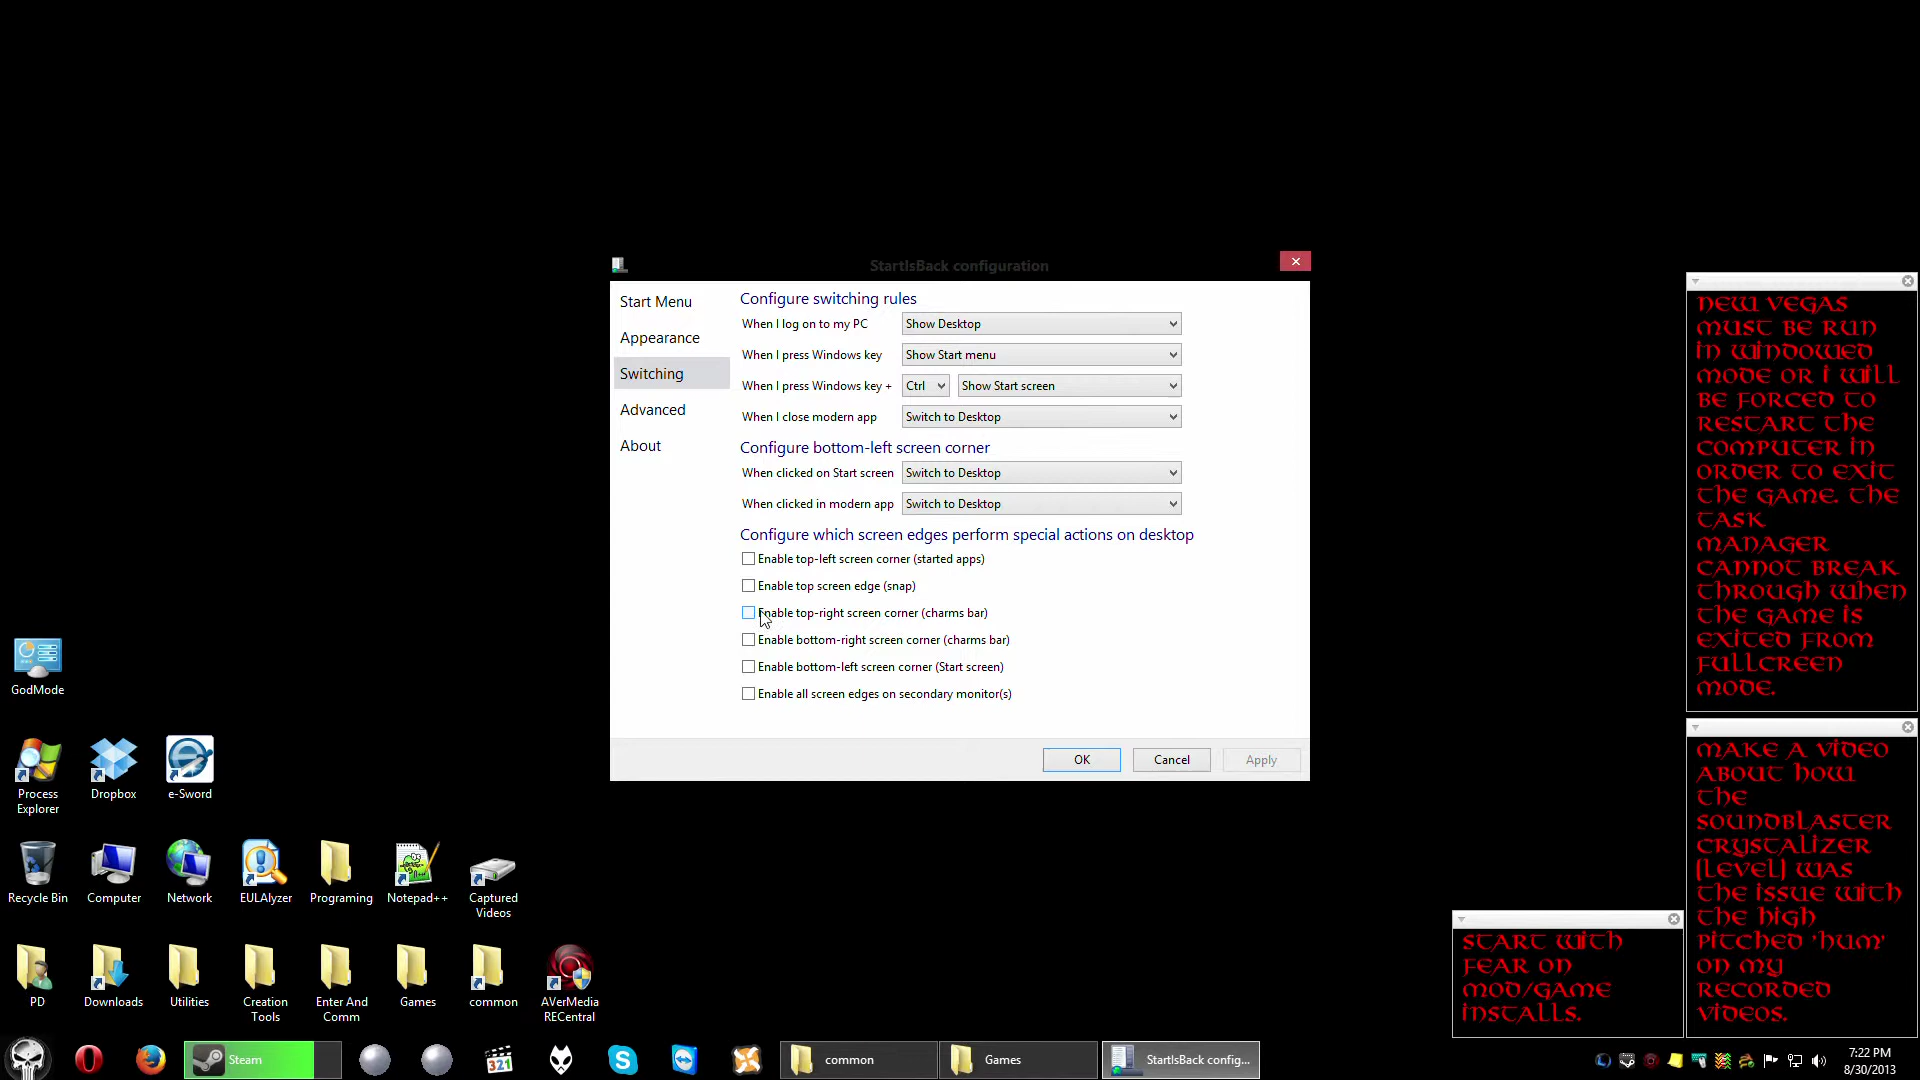 StartIsBack configuration
Start Menu
Appearance
Switching
Advanced
About
Configure switching rules
When I log on to my PC Show Desktop
When I press Windows key Show Start menu
When I press Windows key + Ctrl Show Start screen
When I close modern app Switch to Desktop
Configure bottom-left screen corner
When clicked on Start screen Switch to Desktop
When clicked in modern app Switch to Desktop
Configure which screen edges perform special actions on desktop
Enable top-left screen corner (started apps)
Enable top screen edge (snap)
Enable top-right screen corner (charms bar)
Enable bottom-right screen corner (charms bar)
Enable bottom-left screen corner (Start screen)
Enable all screen edges on secondary monitor(s)
OK Cancel Apply
NEW VEGAS
MUST BE RUN
IN WINDOWED
MODE OR I WILL
BE FORCED TO
RESTART THE
COMPUTER IN
ORDER TO EXIT
THE GAME. THE
TASK
MANAGER
CANNOT BREAK
THROUGH WHEN
THE GAME IS
EXITED FROM
FULLCREEN
MODE.
MAKE A VIDEO
ABOUT HOW
THE
SOUNDBLASTER
CRYSTALIZER
(LEVEL) WAS
THE ISSUE WITH
THE HIGH
PITCHED 'HUM'
ON MY
RECORDED
VIDEOS.
START WITH
FEAR ON
MOD/GAME
INSTALLS.
GodMode
Process
Explorer
Dropbox
e-Sword
Recycle Bin
Computer
Network
EULAlyzer
Programing
Notepad++
Captured
Videos
PD
Downloads
Utilities
Creation
Tools
Enter And
Comm
Games
common
AVerMedia
RECentral
Steam
321
common
Games
StartIsBack config...
7:22 PM
8/30/2013